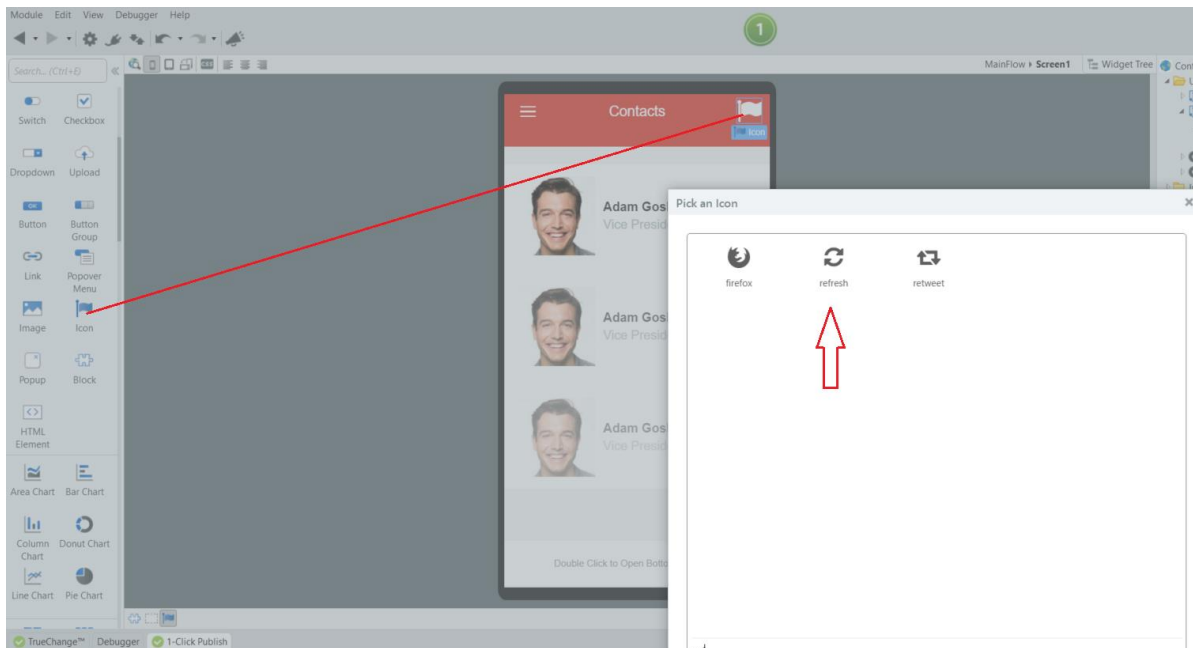 Module Edit View Debugger Help
1
Search... (Ctrl+E)
MainFlow Screen1 Widget Tree
Switch Checkbox
Dropdown Upload
Button Button
Group
Link Popover
Menu
Image Icon
Popup Block
HTML
Element
Area Chart Bar Chart
Column Donut Chart
Chart
Line Chart Pie Chart
Contacts
Icon
Adam Gos
Vice Presid
Adam Gos
Vice Presid
Adam Gos
Vice Presid
Double Click to Open Botto
Pick an Icon
firefox refresh retweet
TrueChange™ Debugger 1-Click Publish